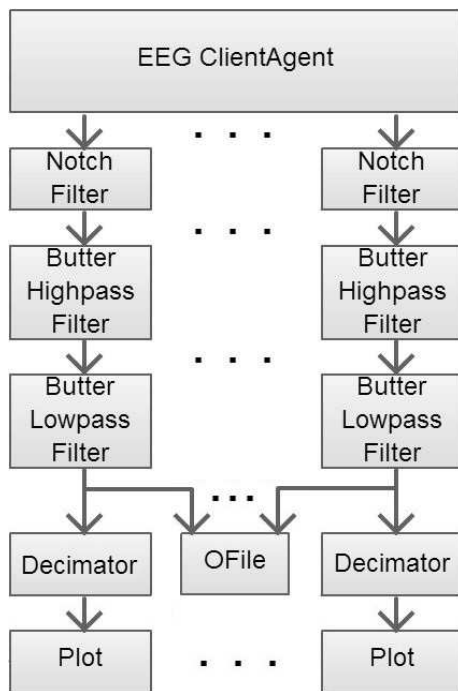 EEG ClientAgent
. . .
Notch
Filter
Notch
Filter
. . .
Butter
Highpass
Filter
Butter
Highpass
Filter
. . .
Butter
Lowpass
Filter
Butter
Lowpass
Filter
...
Decimator
OFile
Decimator
Plot
. . .
Plot